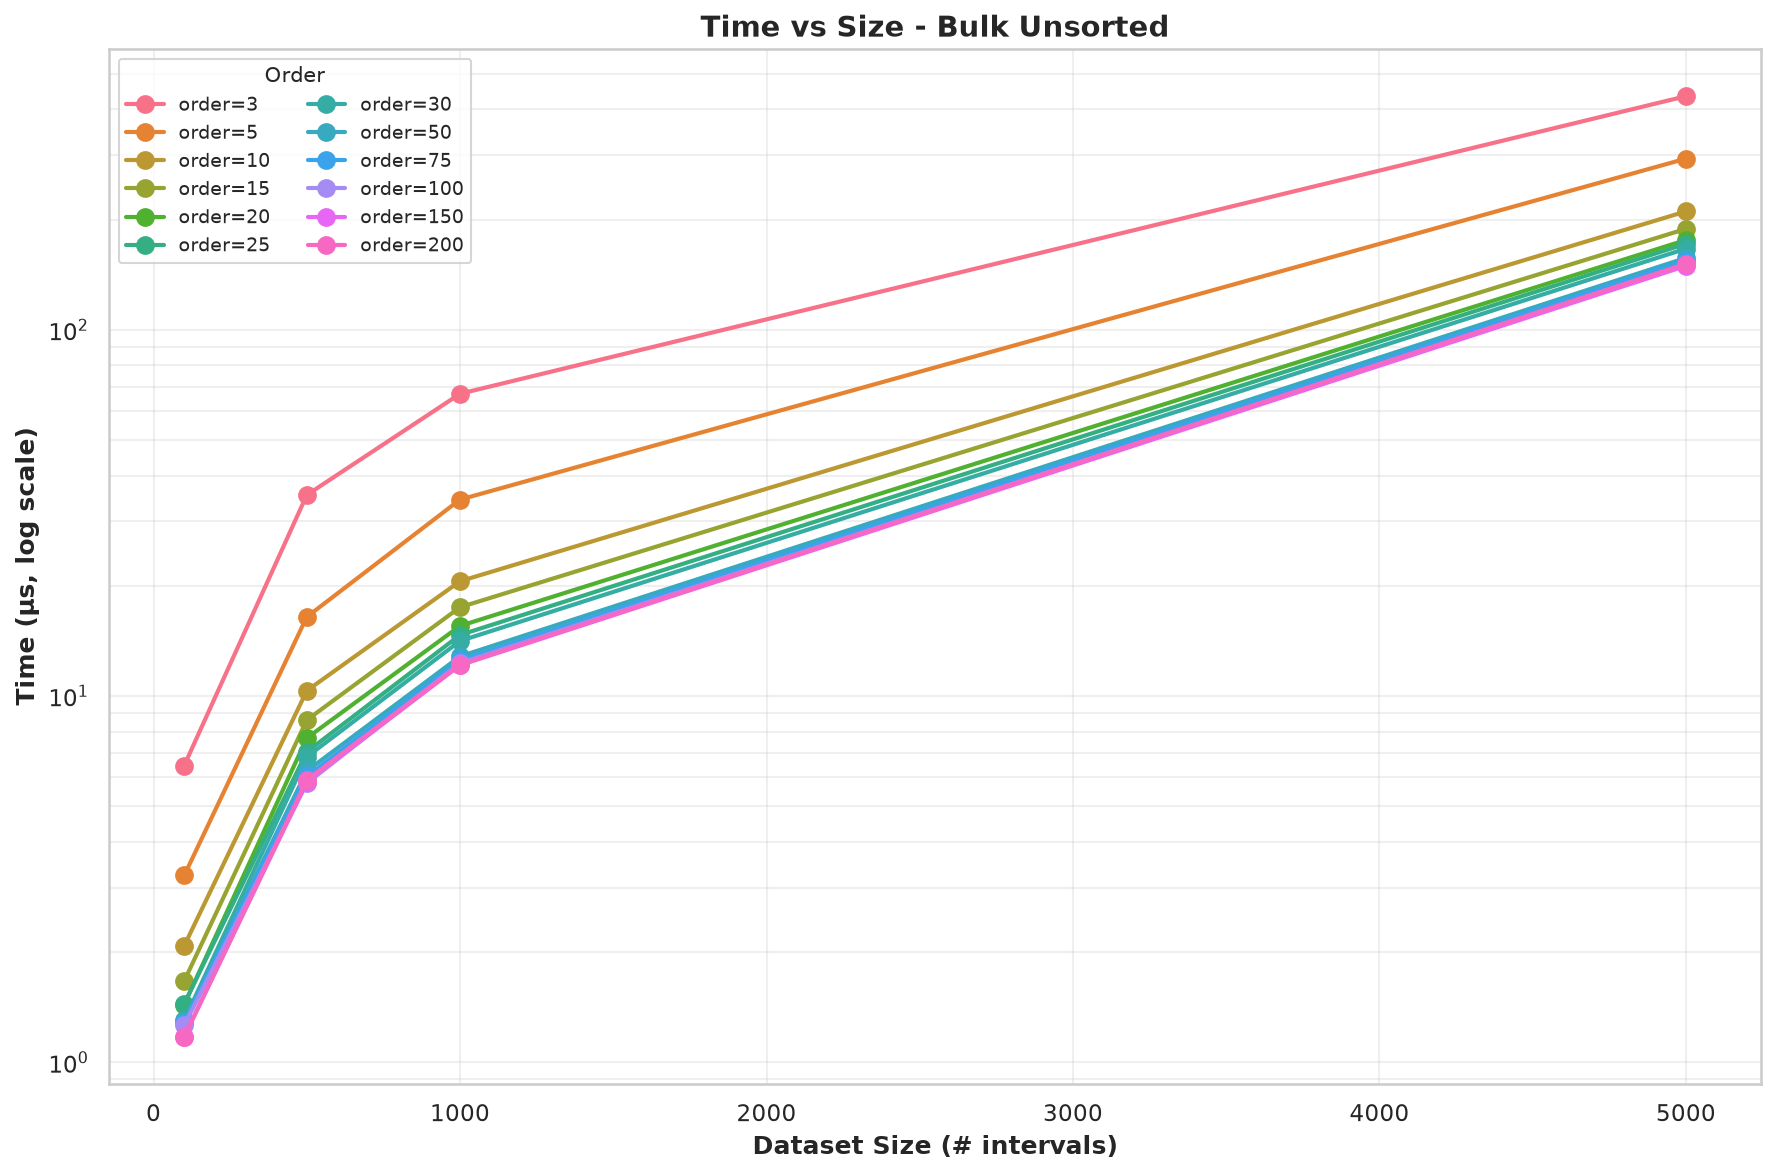 Time vs Size - Bulk Unsorted
Order
order=3
order=5
order=10
order=15
order=20
order=25
order=30
order=50
order=75
order=100
order=150
order=200
Time (µs, log scale)
10²
10¹
10⁰
0 1000 2000 3000 4000 5000
Dataset Size (# intervals)